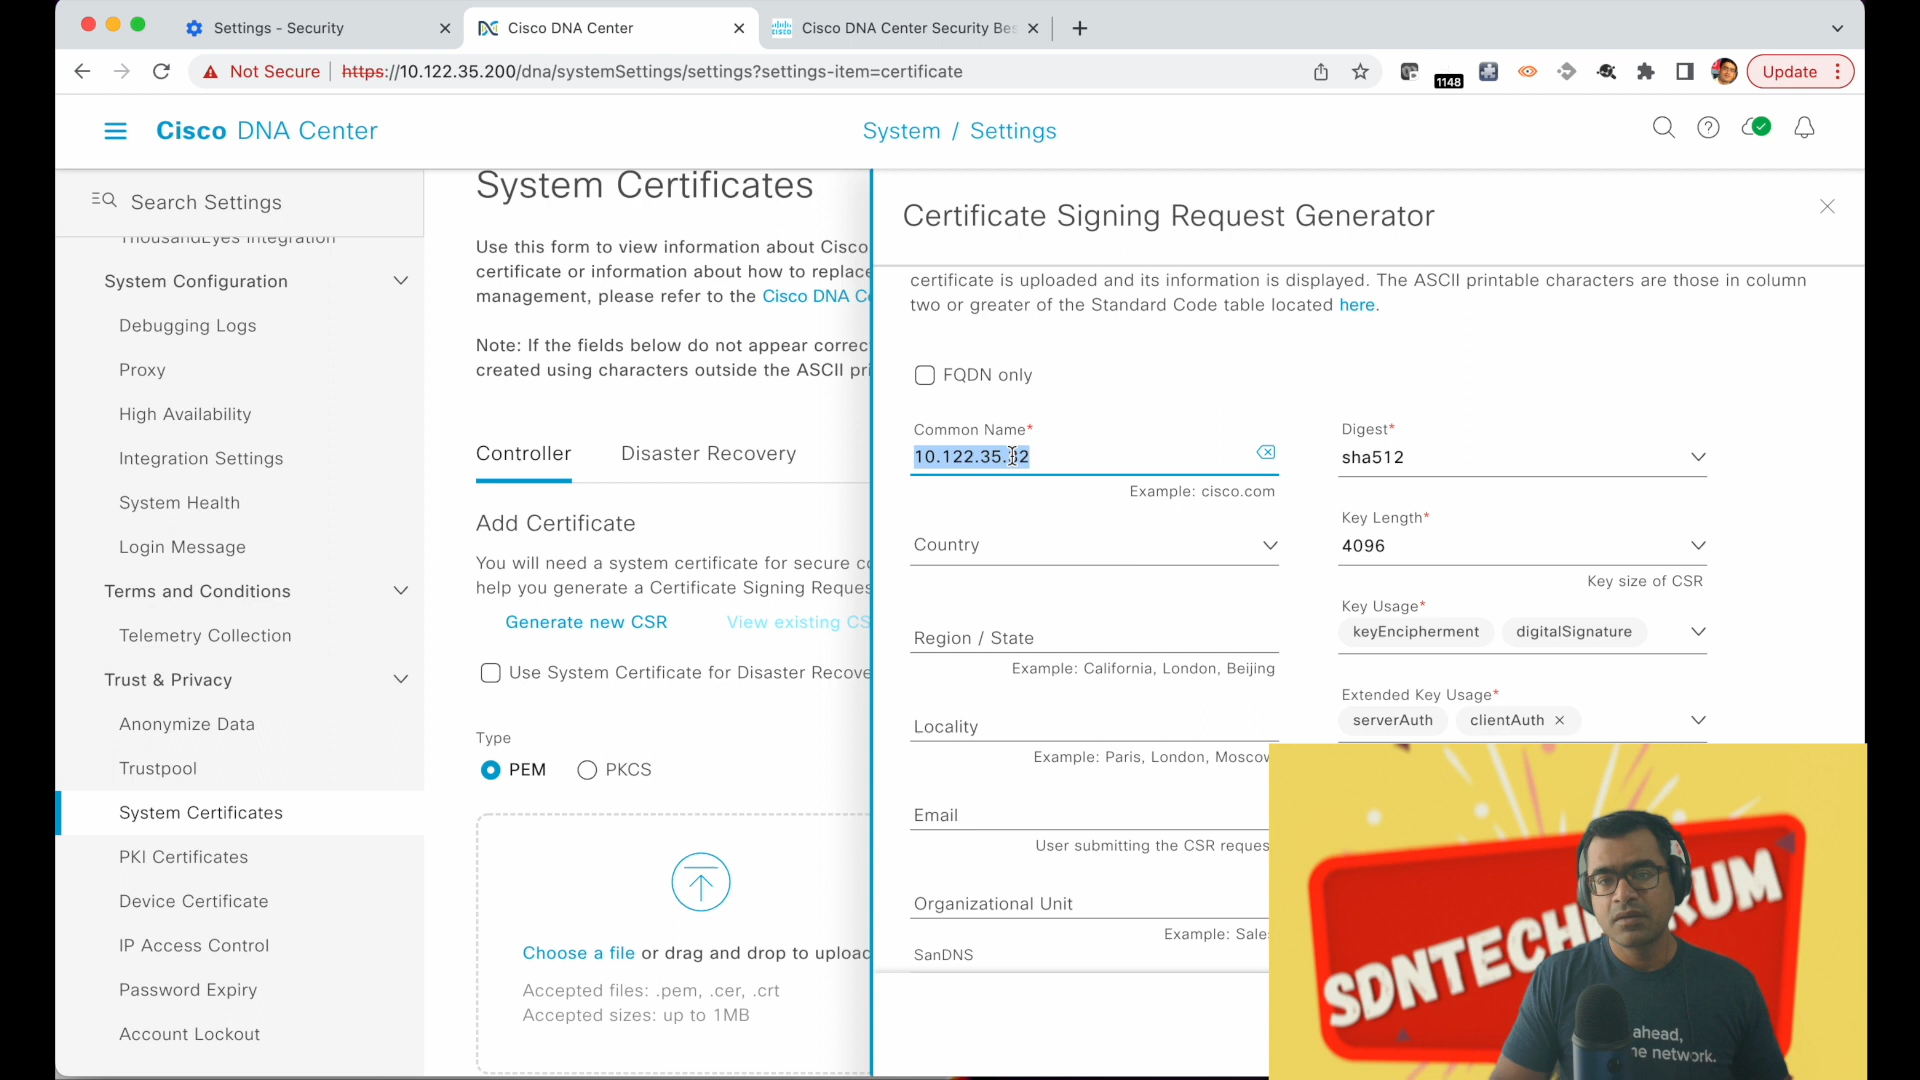 Settings - Security
Cisco DNA Center
Cisco DNA Center Security Bes
Not Secure
https://10.122.35.200/dna/systemSettings/settings?settings-item=certificate
1148
Update
Cisco DNA Center
System / Settings
Search Settings
ThousandEyes Integration
System Configuration
Debugging Logs
Proxy
High Availability
Integration Settings
System Health
Login Message
Terms and Conditions
Telemetry Collection
Trust & Privacy
Anonymize Data
Trustpool
System Certificates
PKI Certificates
Device Certificate
IP Access Control
Password Expiry
Account Lockout
System Certificates
Use this form to view information about Cisco
certificate or information about how to replace
management, please refer to the Cisco DNA C
Note: If the fields below do not appear correc
created using characters outside the ASCII pri
Controller
Disaster Recovery
Add Certificate
You will need a system certificate for secure co
help you generate a Certificate Signing Reques
Generate new CSR
View existing CS
Use System Certificate for Disaster Recove
Type
PEM
PKCS
Choose a file or drag and drop to upload
Accepted files: .pem, .cer, .crt
Accepted sizes: up to 1MB
Certificate Signing Request Generator
certificate is uploaded and its information is displayed. The ASCII printable characters are those in column
two or greater of the Standard Code table located here.
FQDN only
Common Name*
Example: cisco.com
Country
Region / State
Example: California, London, Beijing
Locality
Example: Paris, London, Moscow
Email
User submitting the CSR reques
Organizational Unit
Example: Sales
SanDNS
Digest*
sha512
Key Length*
4096
Key size of CSR
Key Usage*
keyEncipherment
digitalSignature
Extended Key Usage*
serverAuth
clientAuth
ahead,
he network.